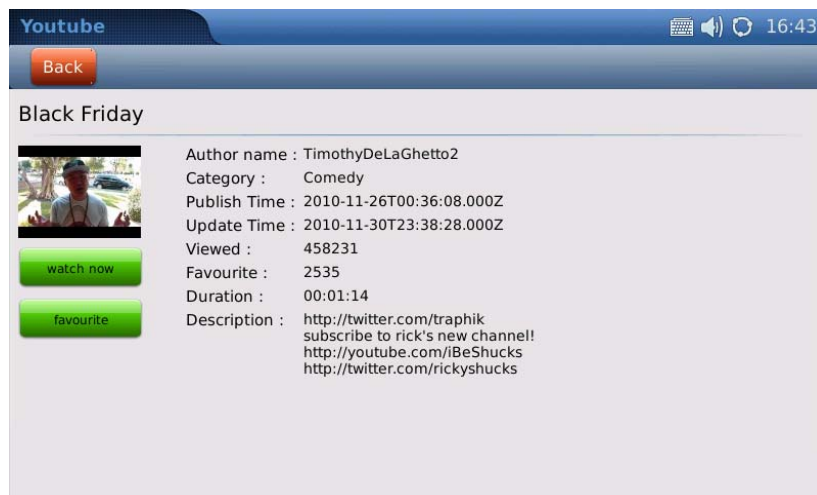 Youtube
16:43
Back
Black Friday
Author name : TimothyDeLaGhetto2
Category : Comedy
Publish Time : 2010-11-26T00:36:08.000Z
Update Time : 2010-11-30T23:38:28.000Z
Viewed : 458231
Favourite : 2535
Duration : 00:01:14
Description : http://twitter.com/traphik
subscribe to rick's new channel!
http://youtube.com/iBeShucks
http://twitter.com/rickyshucks
watch now
favourite